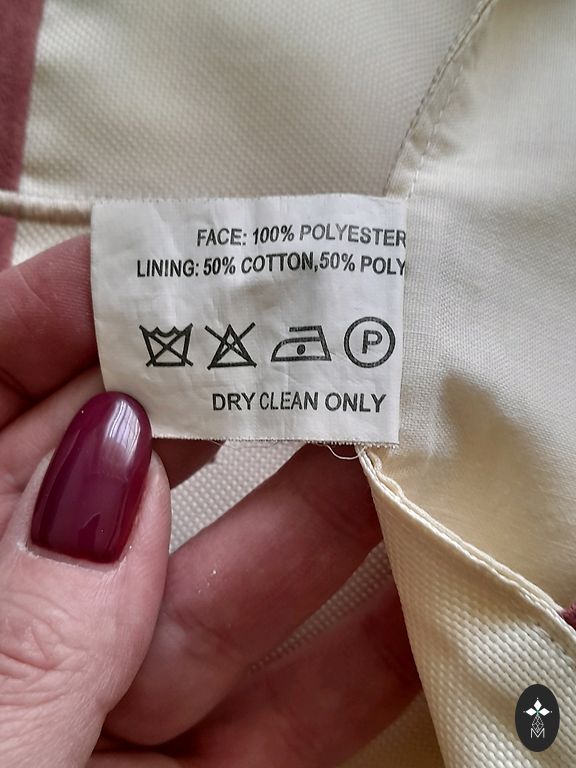 FACE: 100% POLYESTER
LINING: 50% COTTON,50% POLY
P
DRY CLEAN ONLY
M